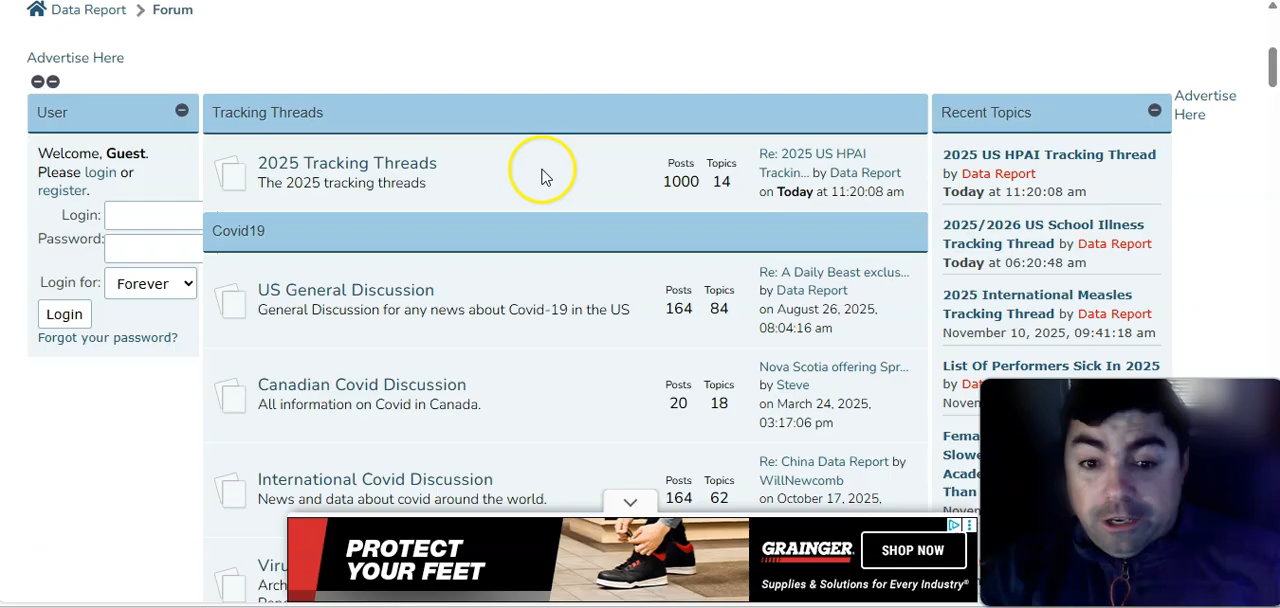 Data Report > Forum
Advertise Here
User
Welcome, Guest.
Please login or
register.
Login:
Password:
Login for: Forever
Login
Forgot your password?
Tracking Threads
2025 Tracking Threads
The 2025 tracking threads
Posts Topics
1000 14
Re: 2025 US HPAI
Trackin... by Data Report
on Today at 11:20:08 am
Covid19
US General Discussion
General Discussion for any news about Covid-19 in the US
Posts Topics
164 84
Re: A Daily Beast exclus...
by Data Report
on August 26, 2025,
08:04:16 am
Canadian Covid Discussion
All information on Covid in Canada.
Posts Topics
20 18
Nova Scotia offering Spr...
by Steve
on March 24, 2025,
03:17:06 pm
International Covid Discussion
News and data about covid around the world.
Posts Topics
164 62
Re: China Data Report by
WillNewcomb
on October 17, 2025,
Recent Topics
2025 US HPAI Tracking Thread
by Data Report
Today at 11:20:08 am
2025/2026 US School Illness
Tracking Thread by Data Report
Today at 06:20:48 am
2025 International Measles
Tracking Thread by Data Report
November 10, 2025, 09:41:18 am
List Of Performers Sick In 2025
by
Than
Advertise
Here
PROTECT
YOUR FEET
GRAINGER.
SHOP NOW
Supplies & Solutions for Every Industry®